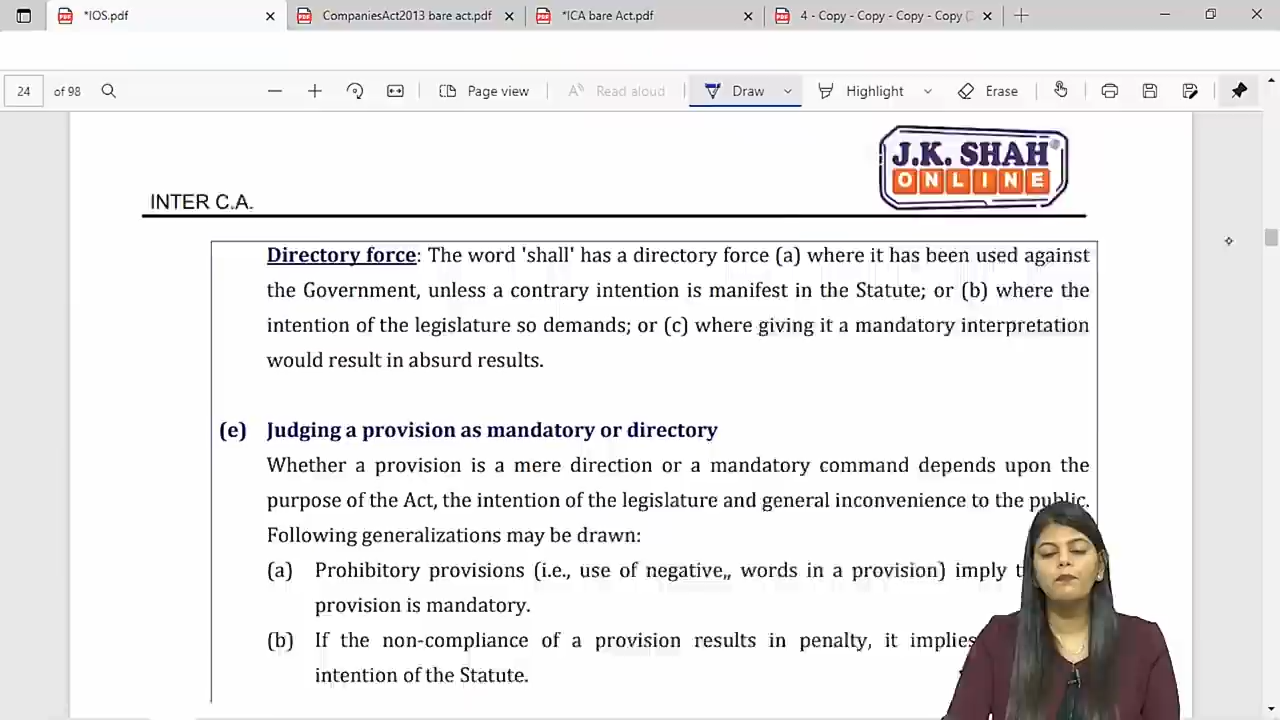 *IOS.pdf
CompaniesAct2013 bare act.pdf
*ICA bare Act.pdf
4 - Copy - Copy - Copy - Copy
24 of 98
Page view
Read aloud
Draw
Highlight
Erase
J.K. SHAH
ONLINE
INTER C.A.
Directory force: The word 'shall' has a directory force (a) where it has been used against
the Government, unless a contrary intention is manifest in the Statute; or (b) where the
intention of the legislature so demands; or (c) where giving it a mandatory interpretation
would result in absurd results.
(e) Judging a provision as mandatory or directory
Whether a provision is a mere direction or a mandatory command depends upon the
purpose of the Act, the intention of the legislature and general inconvenience to the public.
Following generalizations may be drawn:
(a) Prohibitory provisions (i.e., use of negative,, words in a provision) imply
provision is mandatory.
(b) If the non-compliance of a provision results in penalty, it implies
intention of the Statute.